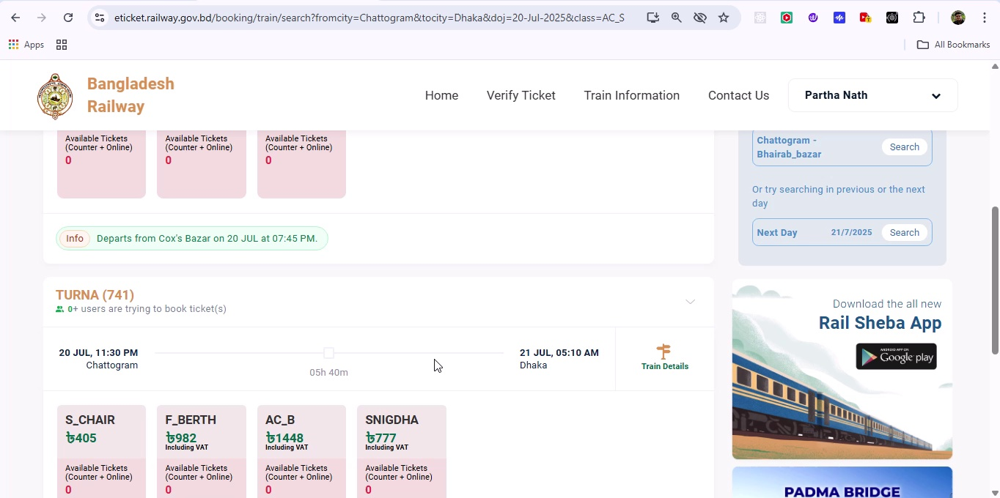 eticket.railway.gov.bd/booking/train/search?fromcity=Chattogram&tocity=Dhaka&doj=20-Jul-2025&class=AC_S
Apps
All Bookmarks
Bangladesh
Railway
Home
Verify Ticket
Train Information
Contact Us
Partha Nath
Available Tickets
(Counter + Online)
0
Available Tickets
(Counter + Online)
0
Available Tickets
(Counter + Online)
0
Info
Departs from Cox's Bazar on 20 JUL at 07:45 PM.
TURNA (741)
0+ users are trying to book ticket(s)
20 JUL, 11:30 PM
Chattogram
05h 40m
21 JUL, 05:10 AM
Dhaka
Train Details
S_CHAIR
৳405
Available Tickets
(Counter + Online)
0
F_BERTH
৳982
Including VAT
Available Tickets
(Counter + Online)
0
AC_B
৳1448
Including VAT
Available Tickets
(Counter + Online)
0
SNIGDHA
৳777
Including VAT
Available Tickets
(Counter + Online)
0
Chattogram -
Bhairab_bazar
Search
Or try searching in previous or the next
day
Next Day
21/7/2025
Search
Download the all new
Rail Sheba App
ANDROID APP ON
Google play
PADMA BRIDGE